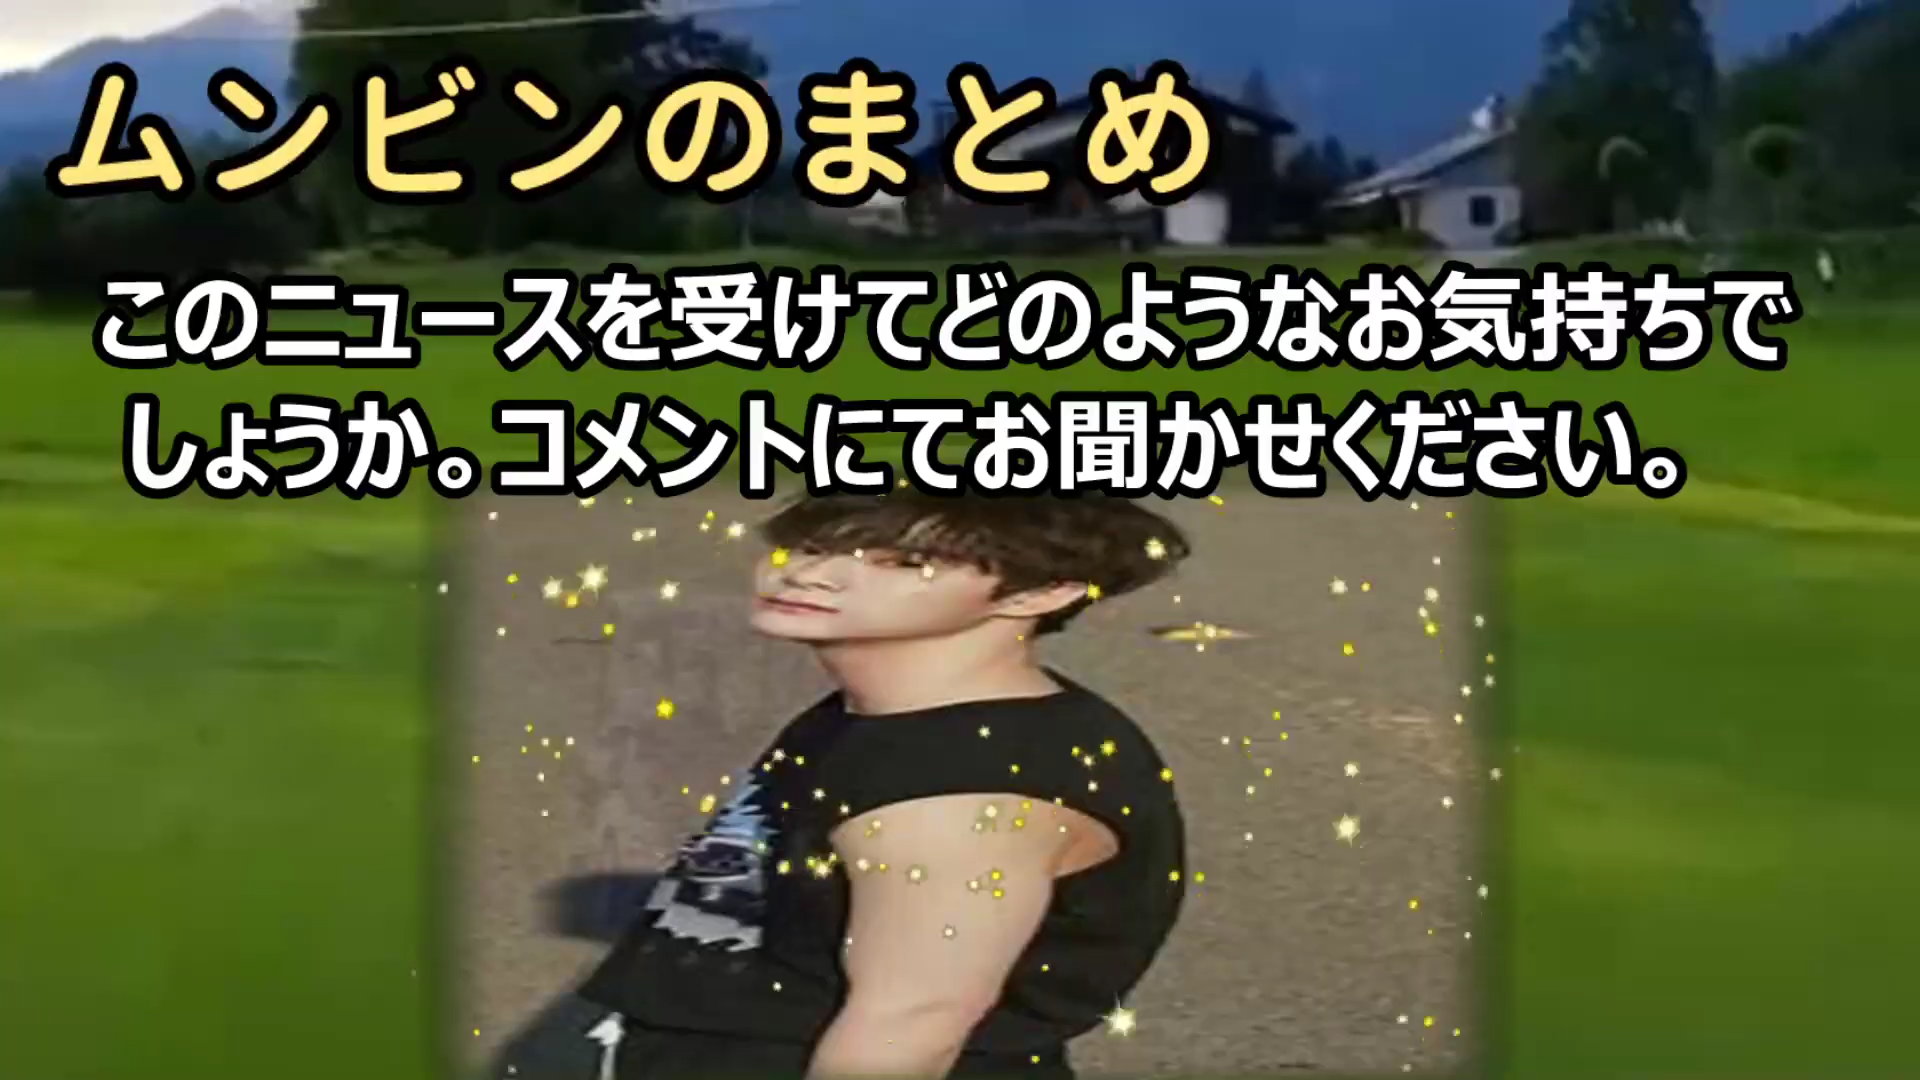 ムンビンのまとめ
このニュースを受けてどのようなお気持ちで
しょうか。コメントにてお聞かせください。